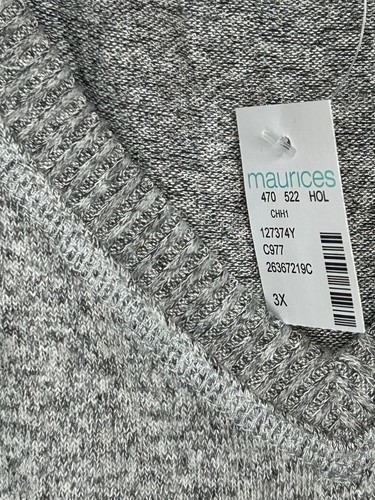 maurices
470 522 HOL
CHH1
127374Y
C977
26367219C
3X